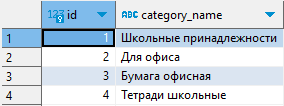 123 id ABC category_name
1 1 Школьные принадлежности
2 2 Для офиса
3 3 Бумага офисная
4 4 Тетради школьные